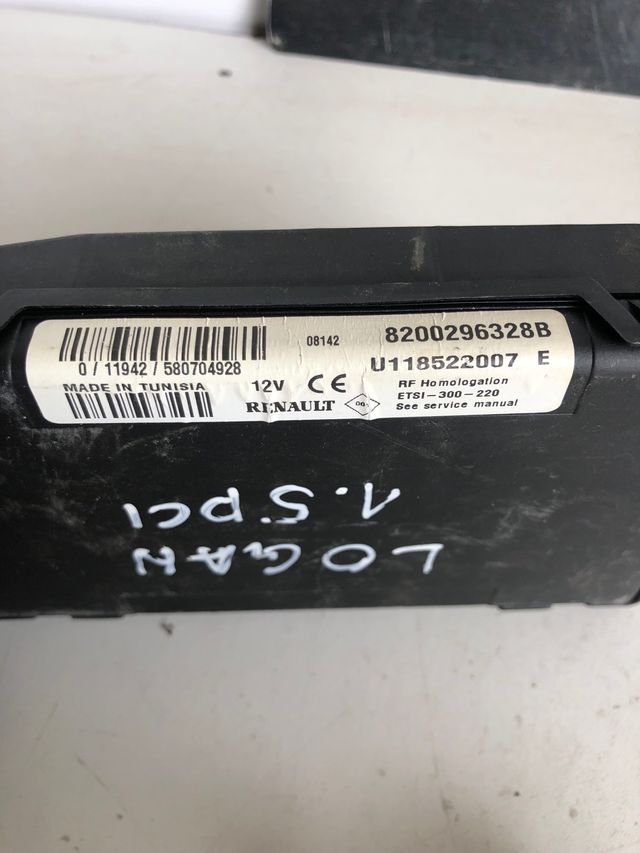 08142
8200296328B
0 / 11942 / 580704928
U118522007 E
MADE IN TUNISIA
12V CE
RF Homologation
ETSI-300-220
RENAULT
See service manual
LOGAN
1.5 DCI